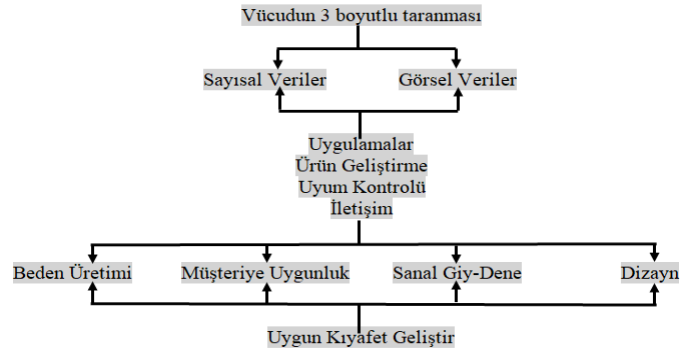 Vücudun 3 boyutlu taranması
Sayısal Veriler
Görsel Veriler
Uygulamalar
Ürün Geliştirme
Uyum Kontrolü
İletişim
Beden Üretimi
Müşteriye Uygunluk
Sanal Giy-Dene
Dizayn
Uygun Kıyafet Geliştir